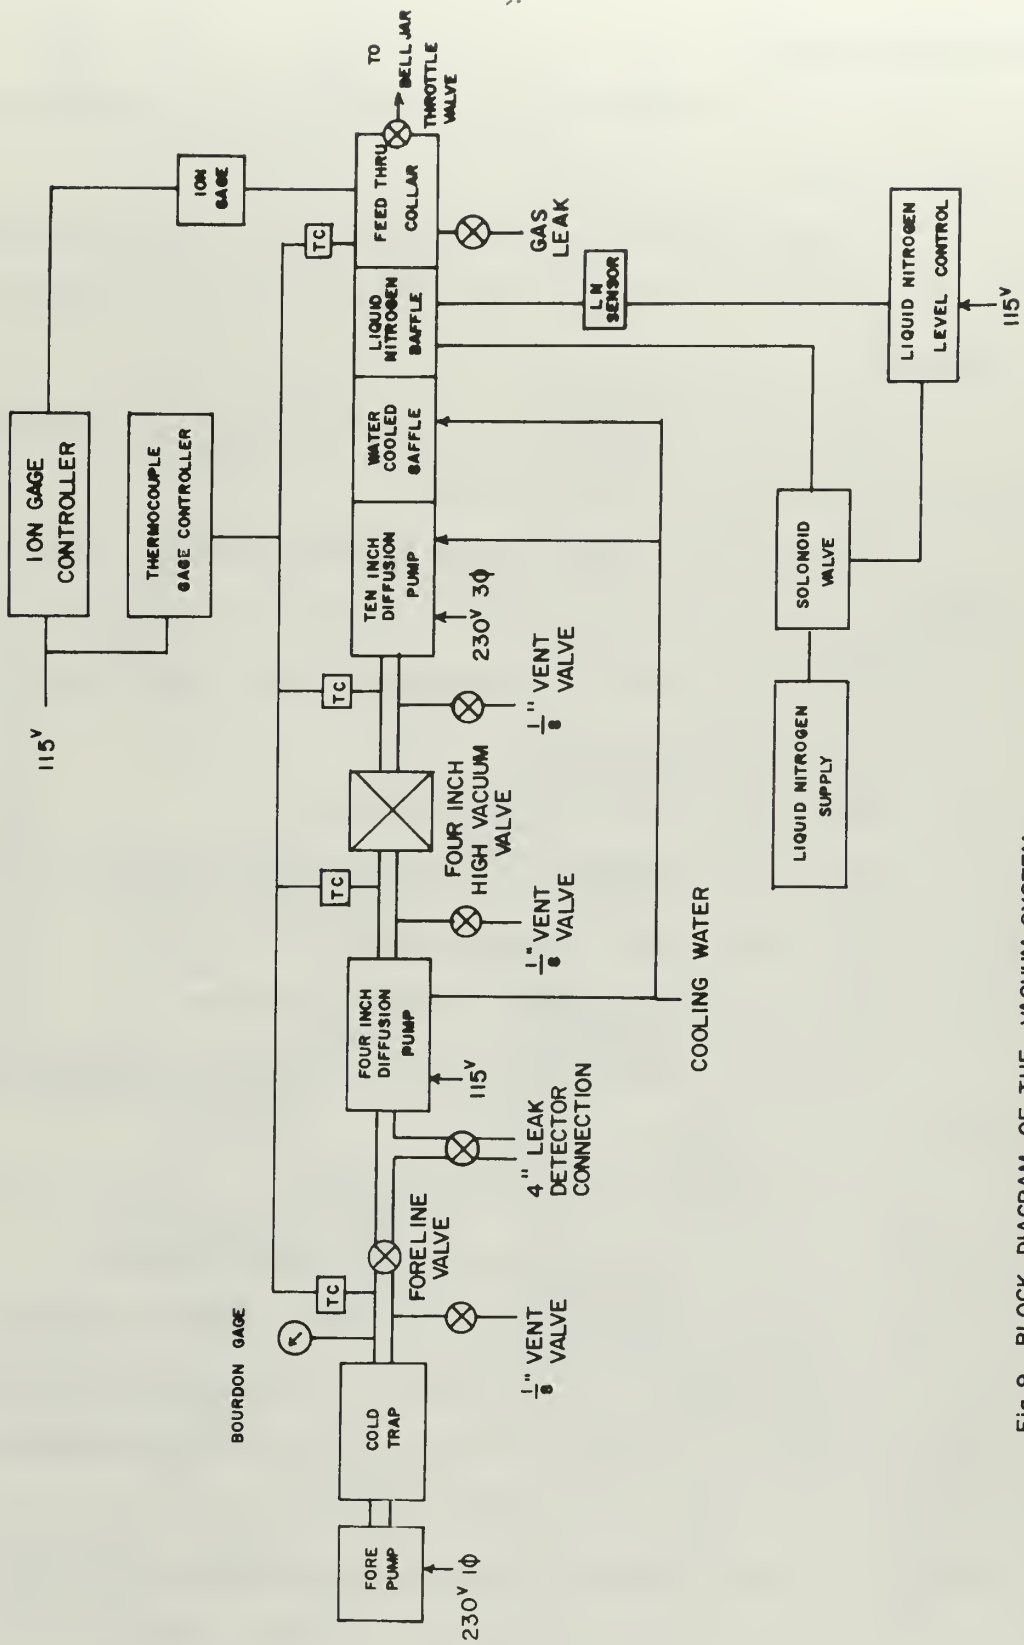 115V
ION GAGE
CONTROLLER
THERMOCOUPLE
GAGE CONTROLLER
ION
GAGE
TC
TC
TC
TC
BOURDON GAGE
FORE
PUMP
230V 1Φ
COLD
TRAP
1/8" VENT
VALVE
FORELINE
VALVE
4" LEAK
DETECTOR
CONNECTION
FOUR INCH
DIFFUSION
PUMP
115V
1/8" VENT
VALVE
FOUR INCH
HIGH VACUUM
VALVE
1/8" VENT
VALVE
TEN INCH
DIFFUSION
PUMP
230V 3Φ
WATER
COOLED
BAFFLE
LIQUID
NITROGEN
BAFFLE
FEED THRU
COLLAR
TO
BELL JAR
THROTTLE
VALVE
GAS
LEAK
LN
SENSOR
COOLING WATER
LIQUID NITROGEN
SUPPLY
SOLONOID
VALVE
LIQUID NITROGEN
LEVEL CONTROL
115V
Fig. 9 BLOCK DIAGRAM OF THE VACUUM SYSTEM